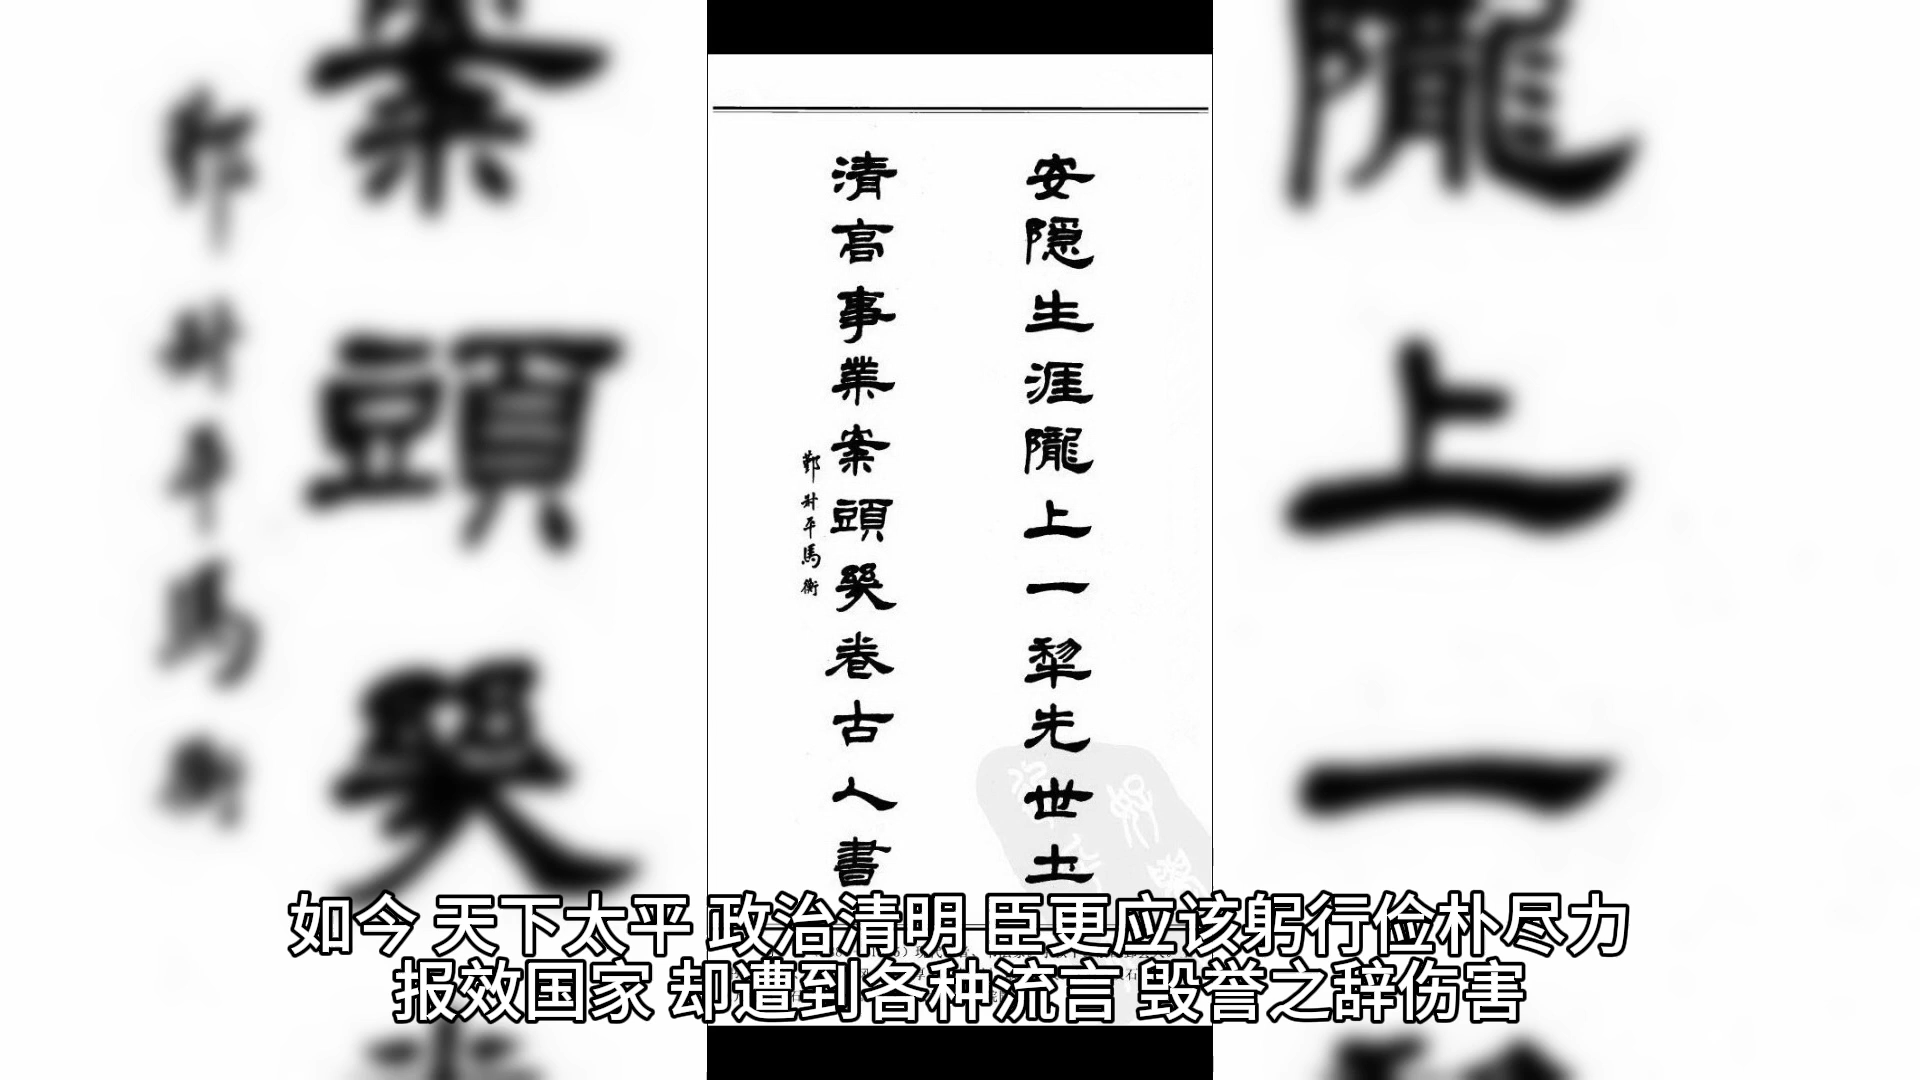 安隱生涯隴上一犂先世土
清高事業案頭癸卷古人書
鄞 尗平馬衡
如今 天下太平 政治清明 臣更应该躬行俭朴尽力
报效国家 却遭到各种流言 毁誉之辞伤害